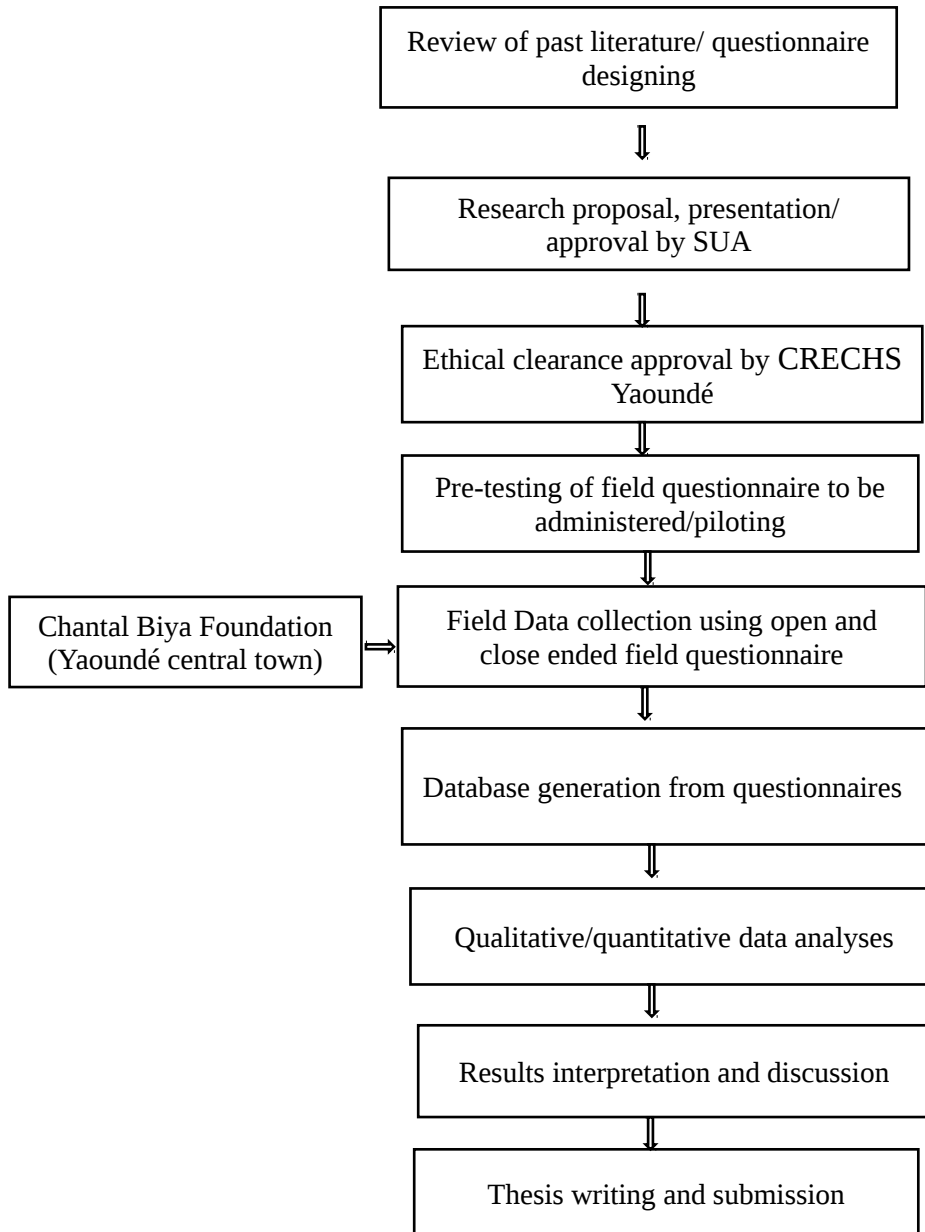 Review of past literature/ questionnaire
designing
Research proposal, presentation/
approval by SUA
Ethical clearance approval by CRECHS
Yaoundé
Pre-testing of field questionnaire to be
administered/piloting
Chantal Biya Foundation
(Yaoundé central town)
Field Data collection using open and
close ended field questionnaire
Database generation from questionnaires
Qualitative/quantitative data analyses
Results interpretation and discussion
Thesis writing and submission